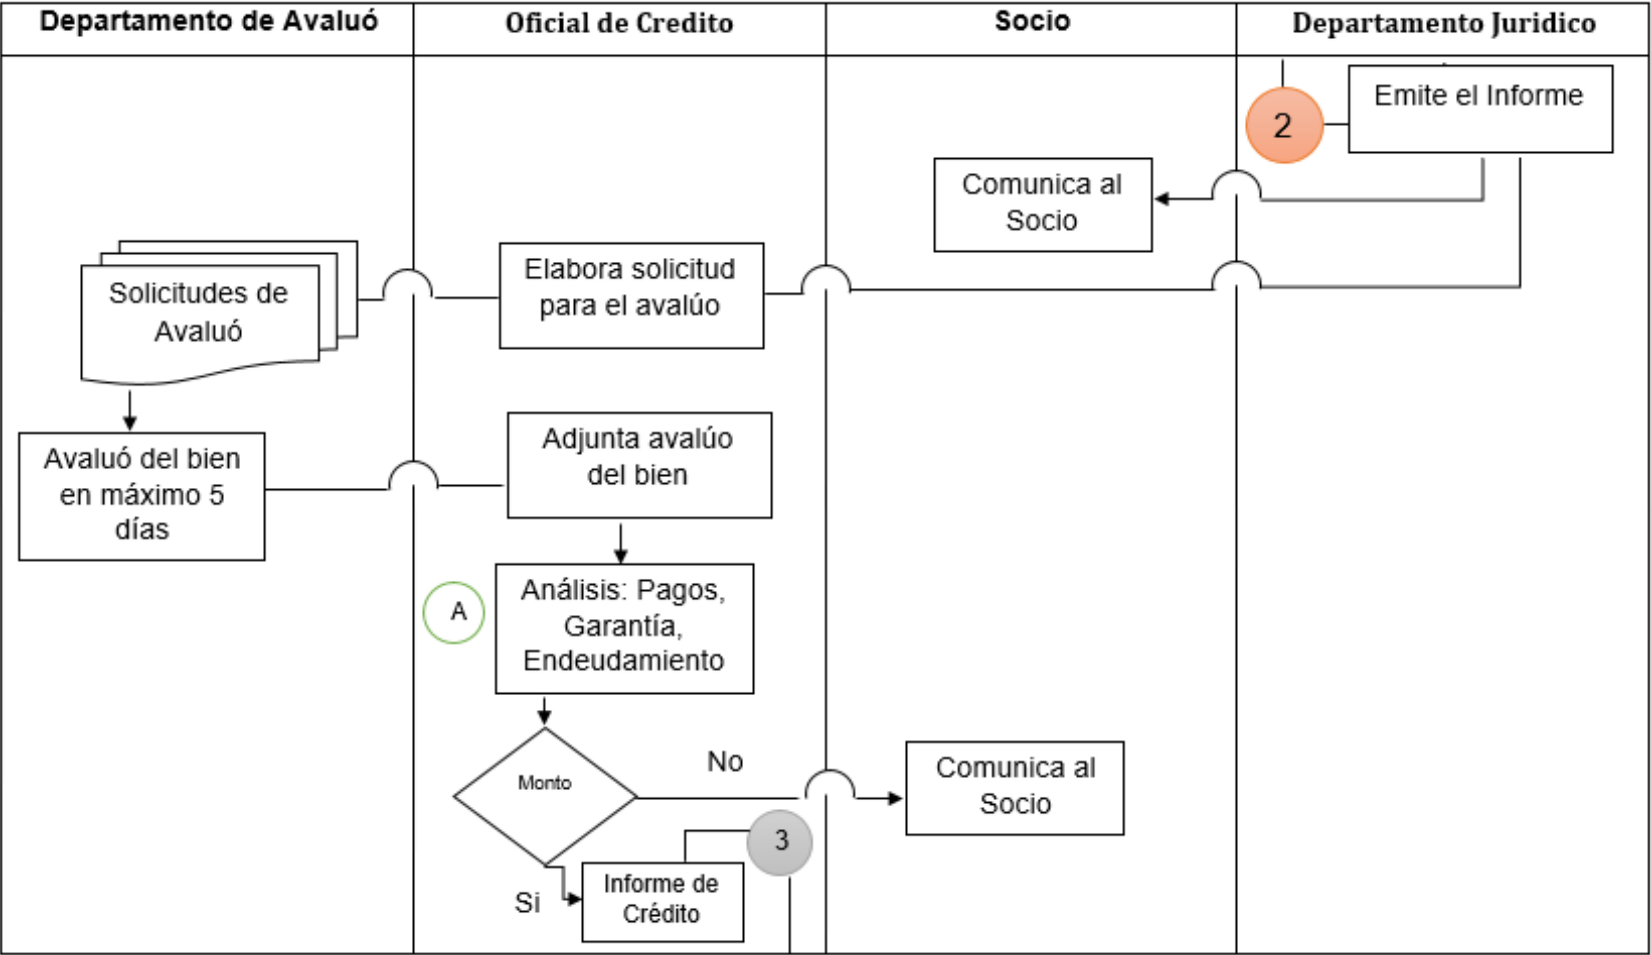 Departamento de Avaluó
Oficial de Credito
Socio
Departamento Juridico
2
Emite el Informe
Comunica al
Socio
Solicitudes de
Avaluó
Elabora solicitud
para el avalúo
Avaluó del bien
en máximo 5
días
Adjunta avalúo
del bien
A
Análisis: Pagos,
Garantía,
Endeudamiento
Monto
No
Comunica al
Socio
3
Si
Informe de
Crédito